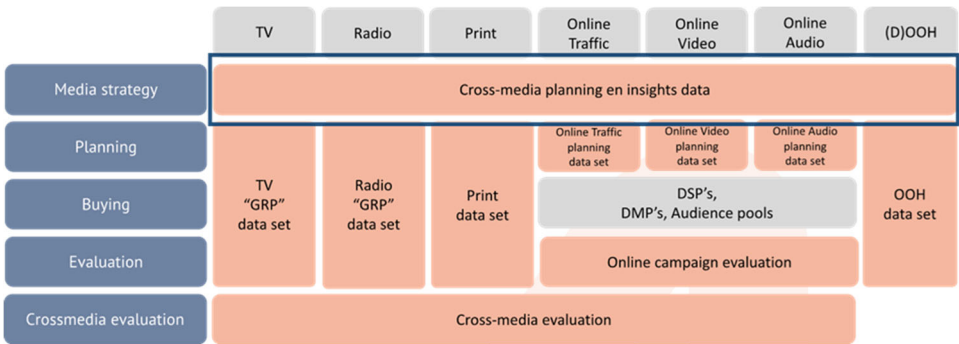 TV
Radio
Print
Online
Traffic
Online
Video
Online
Audio
(D)OOH
Media strategy
Cross-media planning en insights data
Planning
Online Traffic
planning
data set
Online Video
planning
data set
Online Audio
planning
data set
Buying
TV
“GRP”
data set
Radio
“GRP”
data set
Print
data set
DSP’s,
DMP’s, Audience pools
OOH
data set
Evaluation
Online campaign evaluation
Crossmedia evaluation
Cross-media evaluation